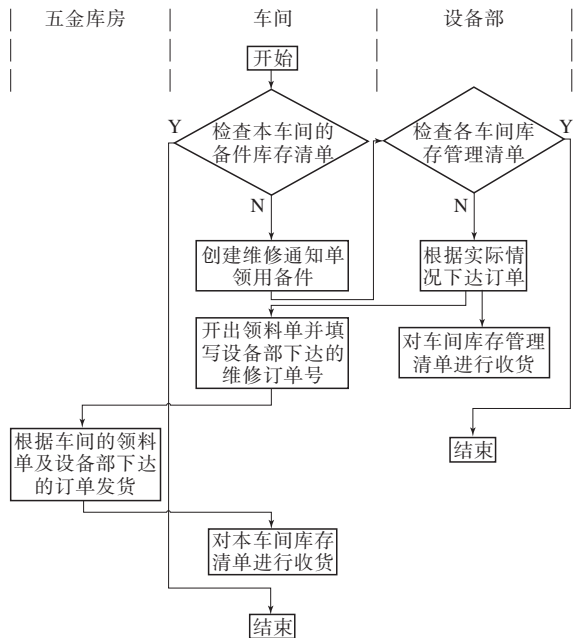 五金库房
车间
设备部
开始
Y
检查本车间的
备件库存清单
检查各车间库
存管理清单
Y
N
N
创建维修通知单
领用备件
根据实际情
况下达订单
开出领料单并填
写设备部下达的
维修订单号
对车间库存管理
清单进行收货
根据车间的领料
单及设备部下达
的订单发货
结束
对本车间库存
清单进行收货
结束